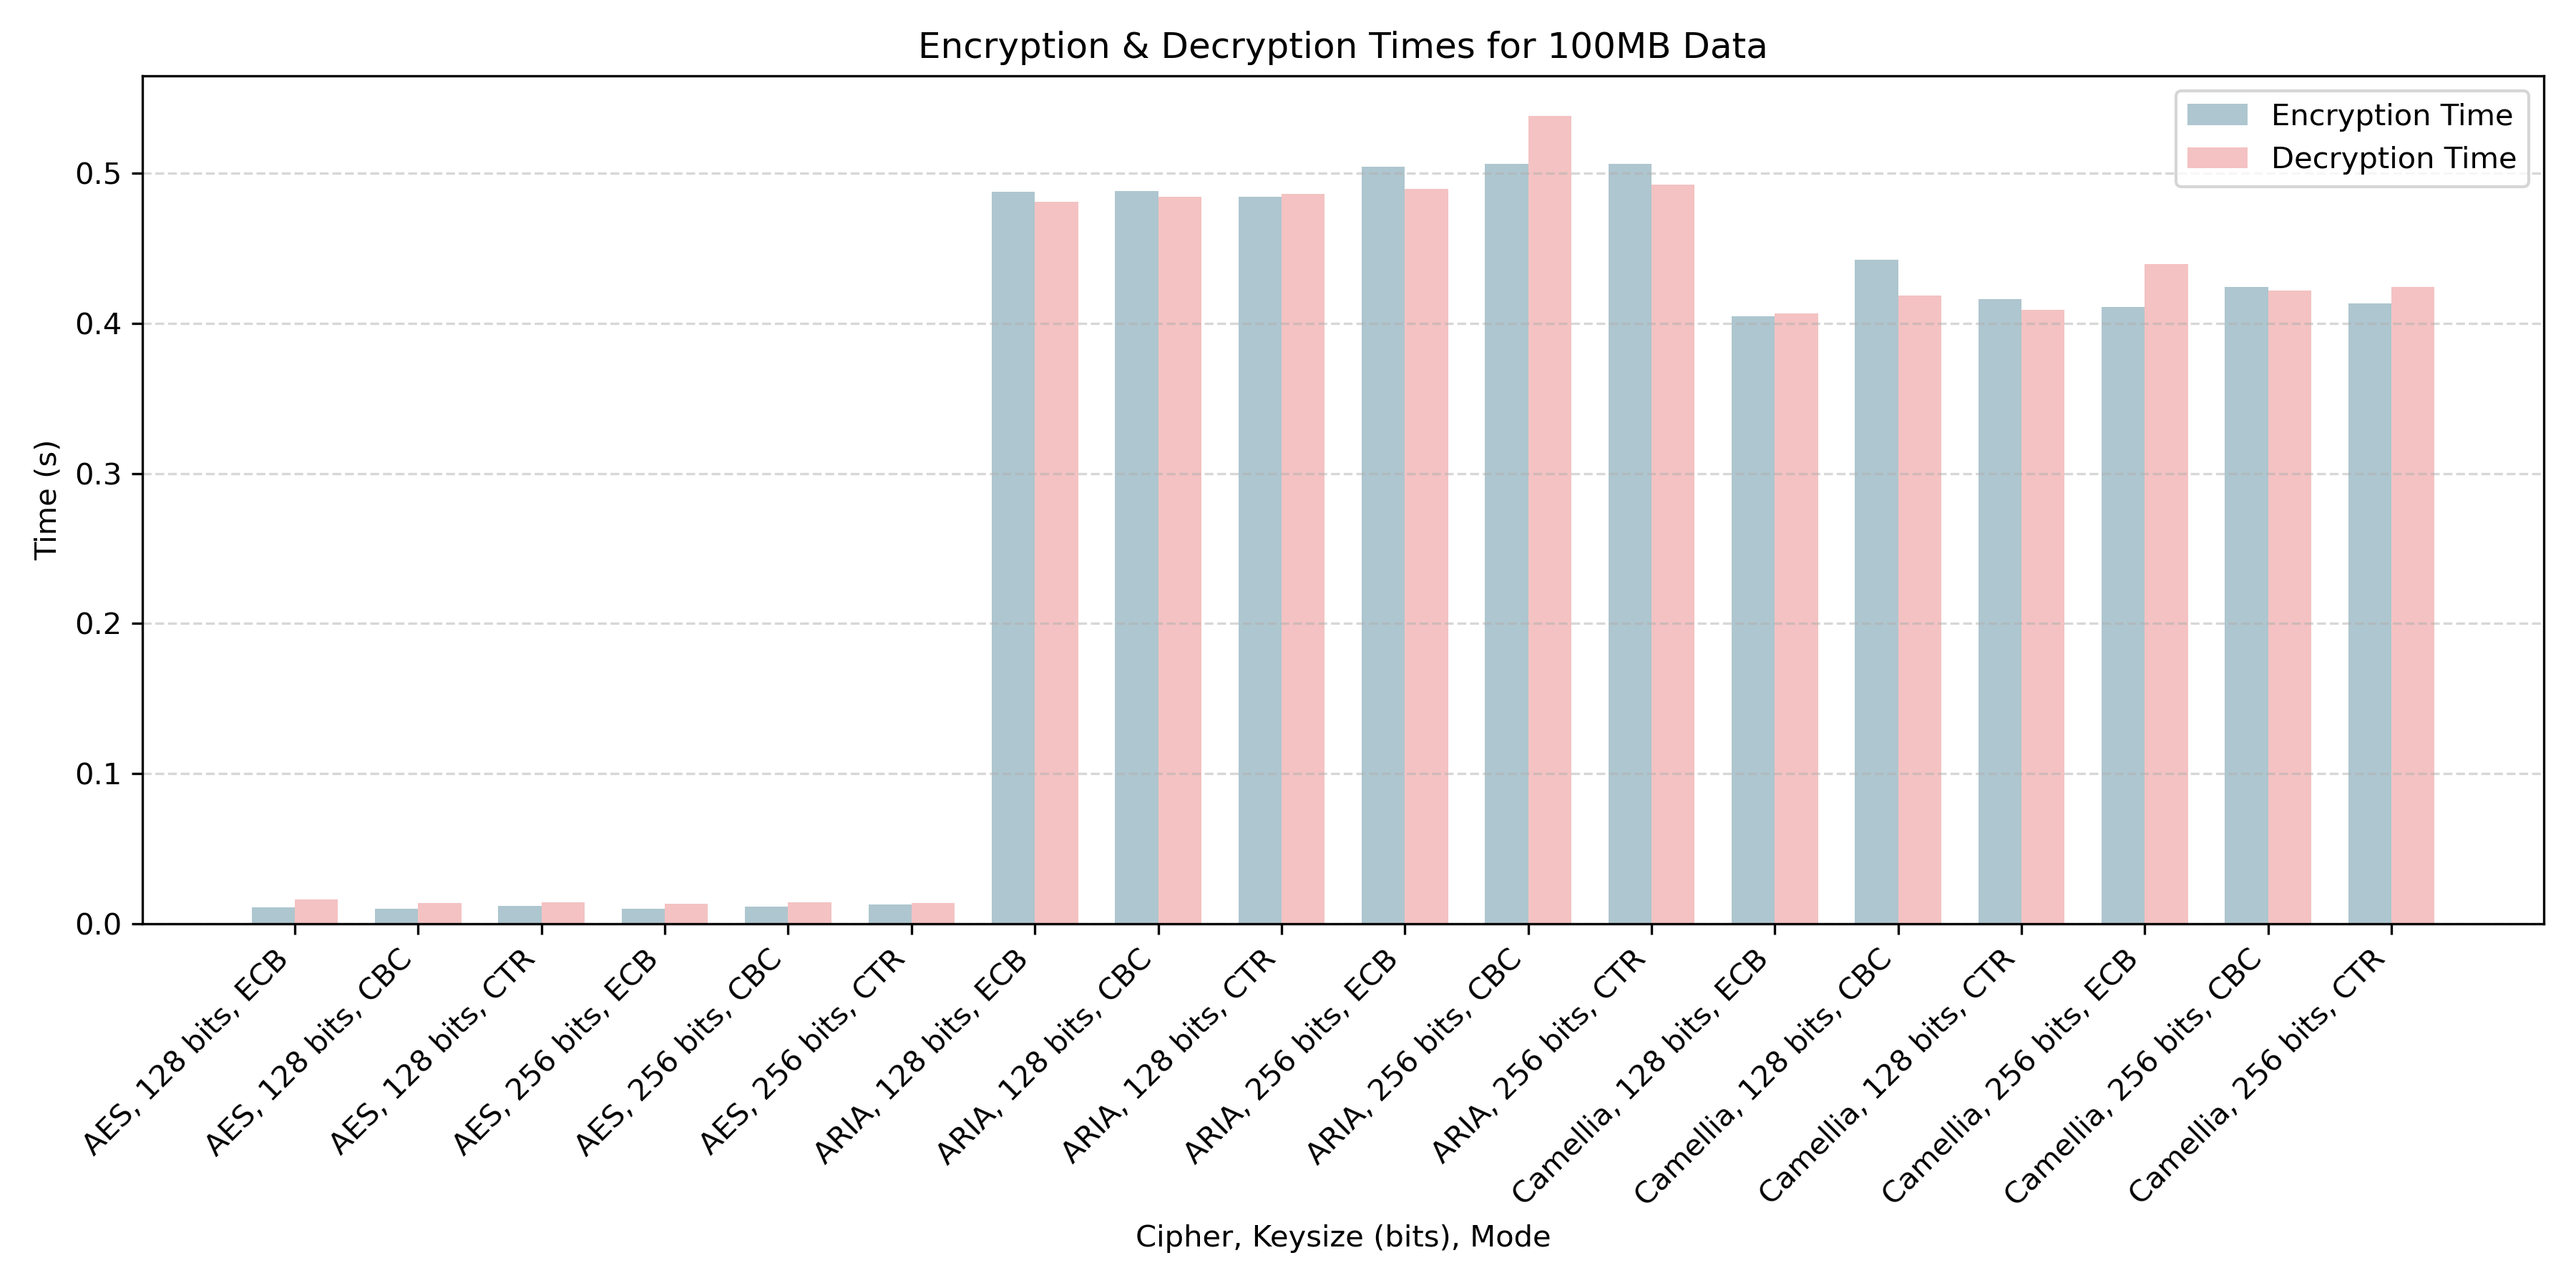 Encryption & Decryption Times for 100MB Data
Encryption Time
Decryption Time
Time (s)
0.5
0.4
0.3
0.2
0.1
0.0
AES, 128 bits, ECB
AES, 128 bits, CBC
AES, 128 bits, CTR
AES, 256 bits, ECB
AES, 256 bits, CBC
AES, 256 bits, CTR
ARIA, 128 bits, ECB
ARIA, 128 bits, CBC
ARIA, 128 bits, CTR
ARIA, 256 bits, ECB
ARIA, 256 bits, CBC
ARIA, 256 bits, CTR
Camellia, 128 bits, ECB
Camellia, 128 bits, CBC
Camellia, 128 bits, CTR
Camellia, 256 bits, ECB
Camellia, 256 bits, CBC
Camellia, 256 bits, CTR
Cipher, Keysize (bits), Mode